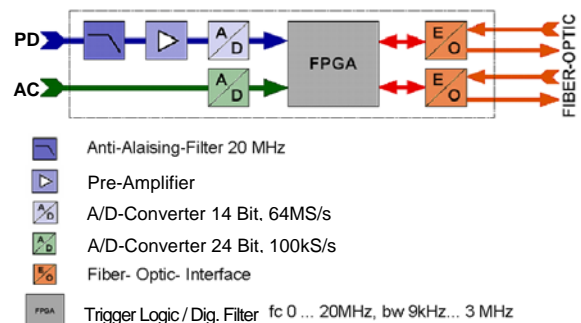 PD
A
D
FPGA
E
O
AC
A
D
E
O
FIBER-OPTIC
Anti-Alaising-Filter 20 MHz
Pre-Amplifier
A/D A/D-Converter 14 Bit, 64MS/s
A/D A/D-Converter 24 Bit, 100kS/s
E/O Fiber- Optic- Interface
FPGA Trigger Logic / Dig. Filter fc 0 ... 20MHz, bw 9kHz... 3 MHz